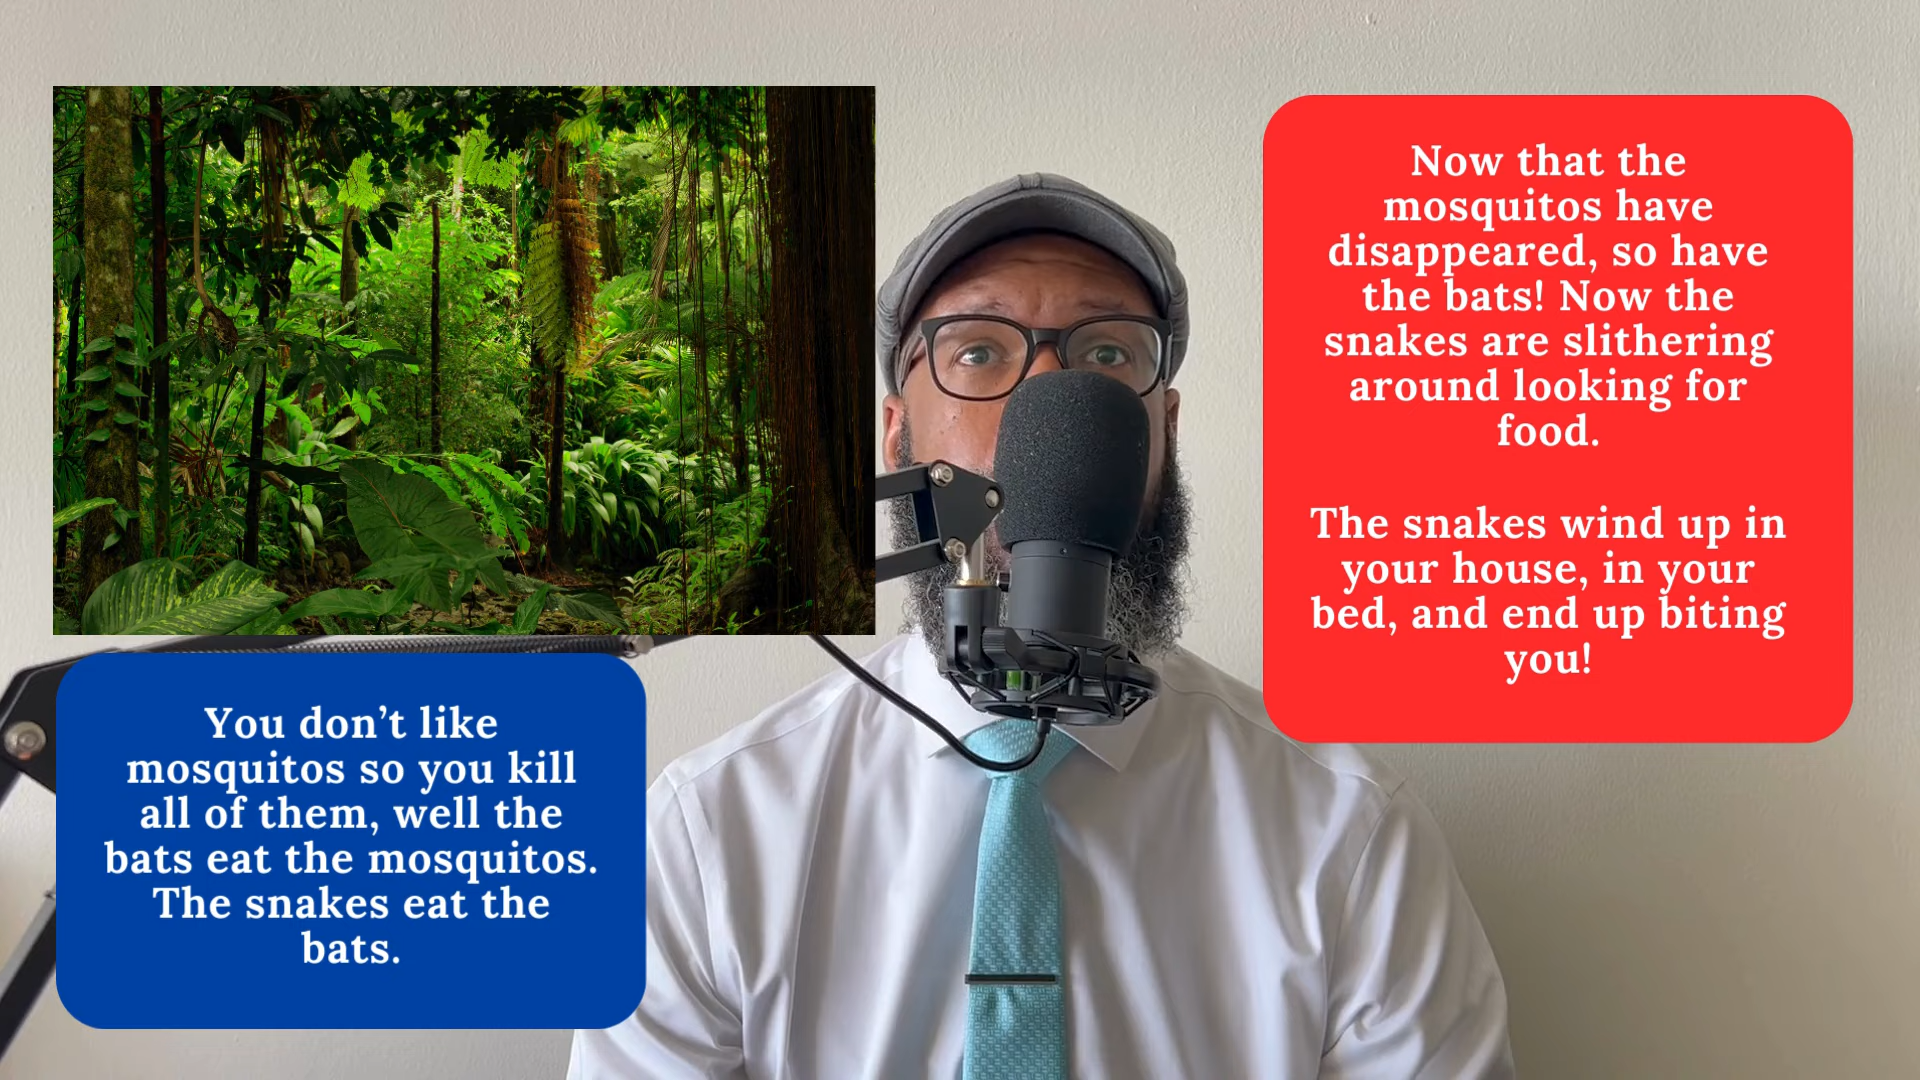 You don’t like
mosquitos so you kill
all of them, well the
bats eat the mosquitos.
The snakes eat the
bats.
Now that the
mosquitos have
disappeared, so have
the bats! Now the
snakes are slithering
around looking for
food.
The snakes wind up in
your house, in your
bed, and end up biting
you!